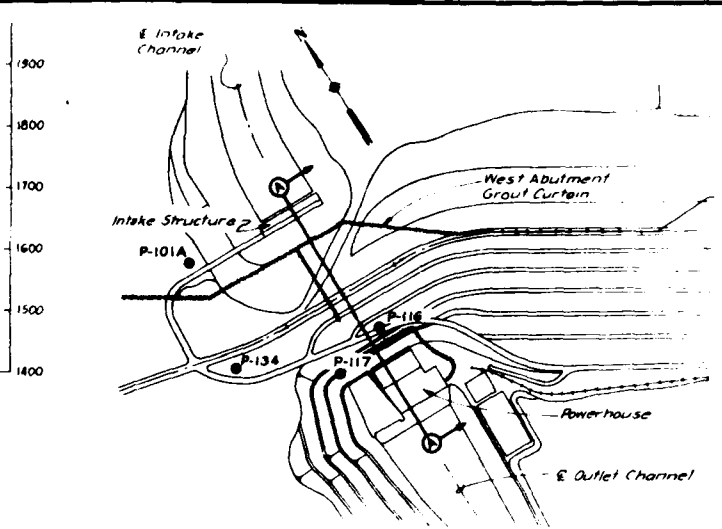 ℄ Intake
Channel
N
1900
1800
1700
1600
1500
1400
A
West Abutment
Grout Curtain
Intake Structure
P-101A
P-116
P-134
P-117
Powerhouse
A
℄ Outlet Channel